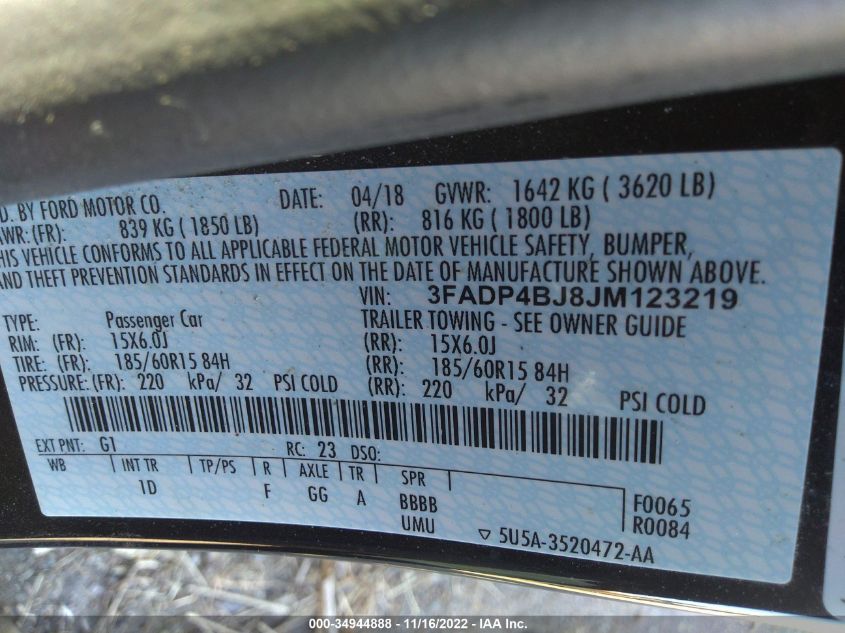 D. BY FORD MOTOR CO. DATE: 04/18 GVWR: 1642 KG ( 3620 LB)
WR: (FR): 839 KG ( 1850 LB) (RR): 816 KG ( 1800 LB)
HIS VEHICLE CONFORMS TO ALL APPLICABLE FEDERAL MOTOR VEHICLE SAFETY, BUMPER,
AND THEFT PREVENTION STANDARDS IN EFFECT ON THE DATE OF MANUFACTURE SHOWN ABOVE.
VIN: 3FADP4BJ8JM123219
TYPE: Passenger Car TRAILER TOWING - SEE OWNER GUIDE
RIM: (FR): 15X6.0J (RR): 15X6.0J
TIRE: (FR): 185/60R15 84H (RR): 185/60R15 84H
PRESSURE: (FR): 220 kPa/ 32 PSI COLD (RR): 220 kPa/ 32 PSI COLD
EXT PNT: G1 RC: 23 DSO:
WB INT TR TP/PS R AXLE TR SPR
1D F GG A BBBB F0065
UMU R0084
5U5A-3520472-AA
000-34944888 - 11/16/2022 - IAA Inc.